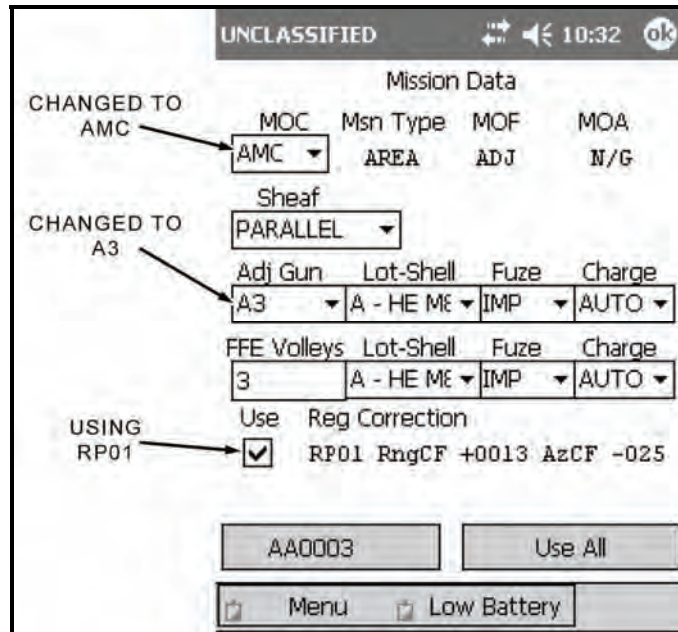 UNCLASSIFIED 10:32 ok
Mission Data
CHANGED TO
AMC
MOC Msn Type MOF MOA
AMC AREA ADJ N/G
Sheaf
PARALLEL
CHANGED TO
A3
Adj Gun Lot-Shell Fuze Charge
A3 A - HE M8 IMP AUTO
FFE Volleys Lot-Shell Fuze Charge
3 A - HE M8 IMP AUTO
USING
RP01
Use Reg Correction
RP01 RngCF +0013 AzCF -025
AA0003 Use All
Menu Low Battery